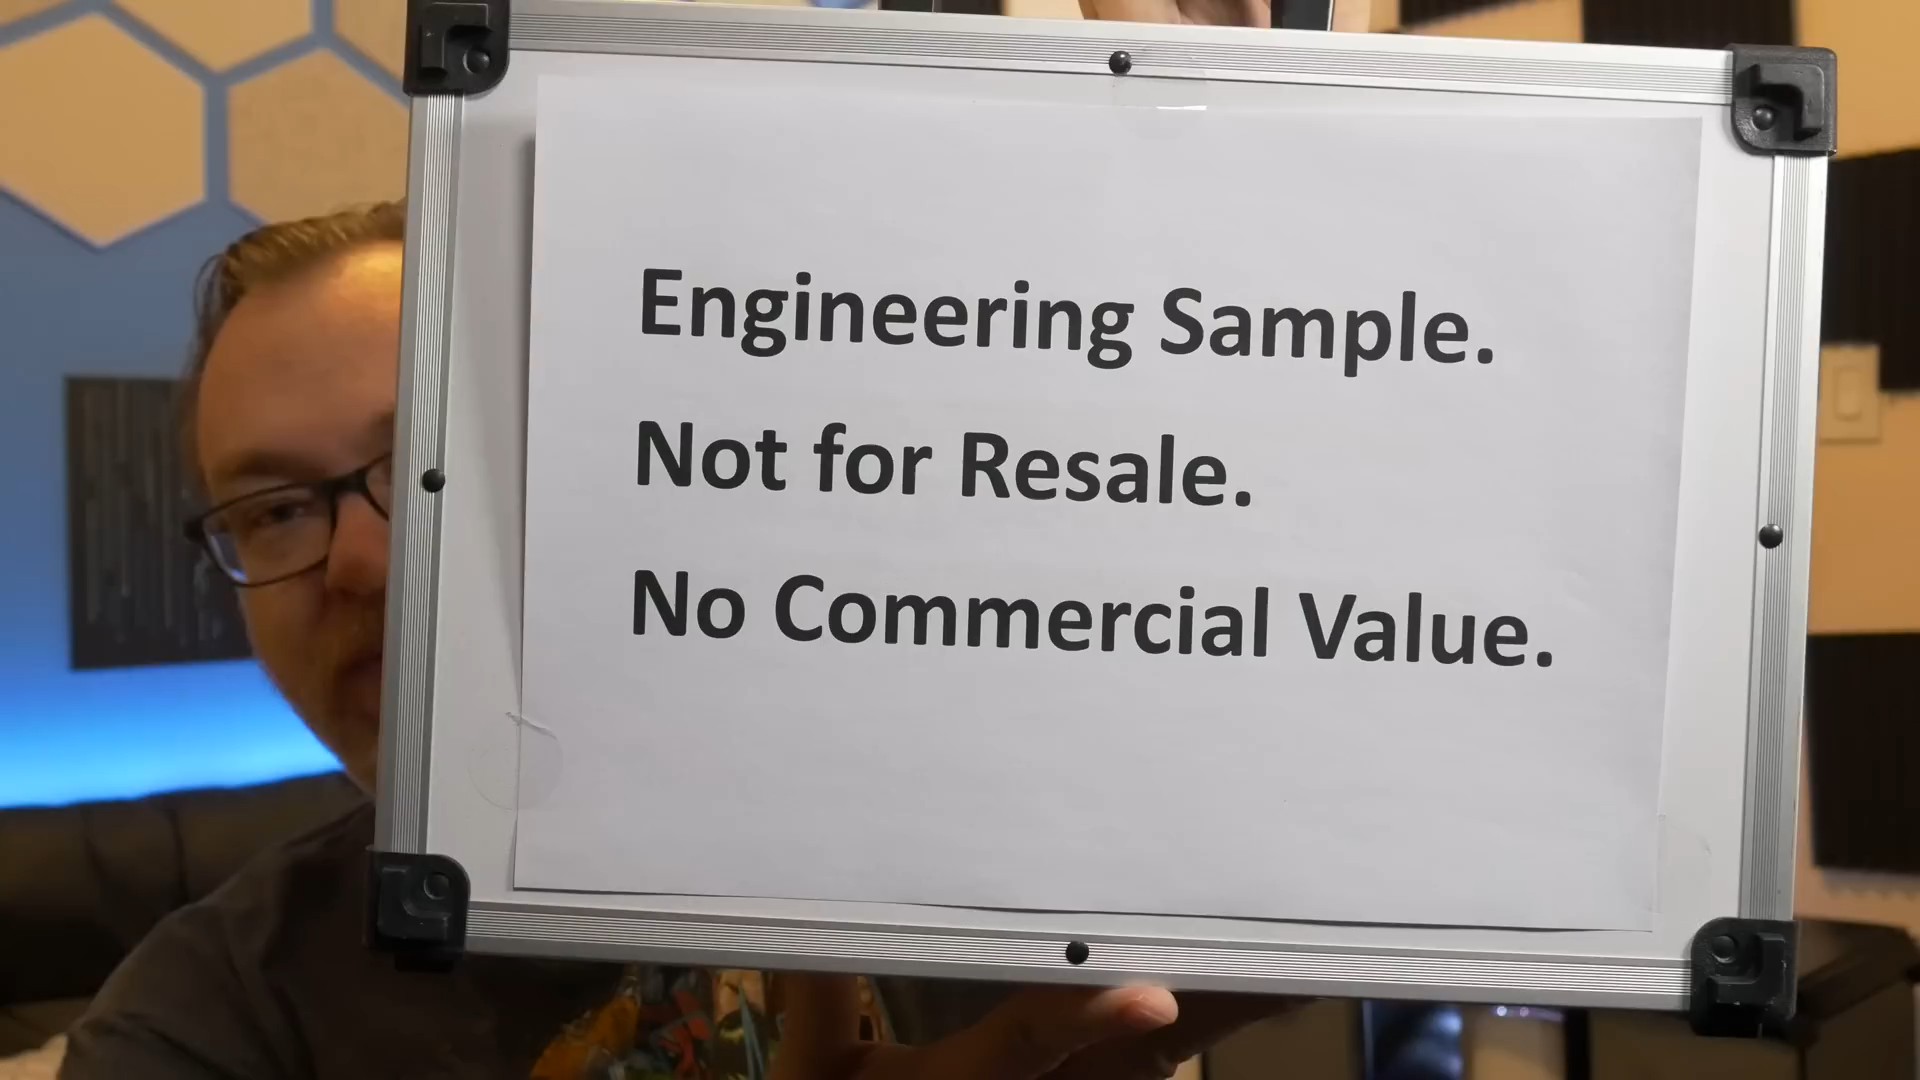 Engineering Sample.
Not for Resale.
No Commercial Value.